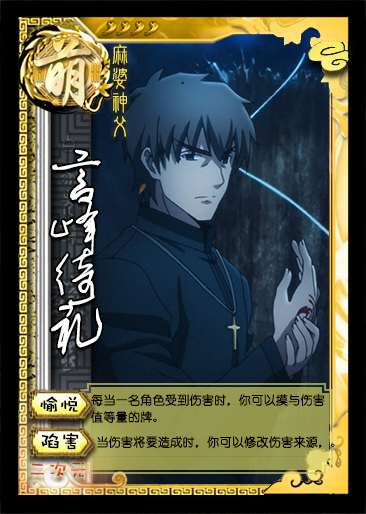 萌
麻婆神父
言峰绮礼
愉悦
每当一名角色受到伤害时，你可以摸与伤害
值等量的牌。
陷害
当伤害将要造成时，你可以修改伤害来源，
二次元